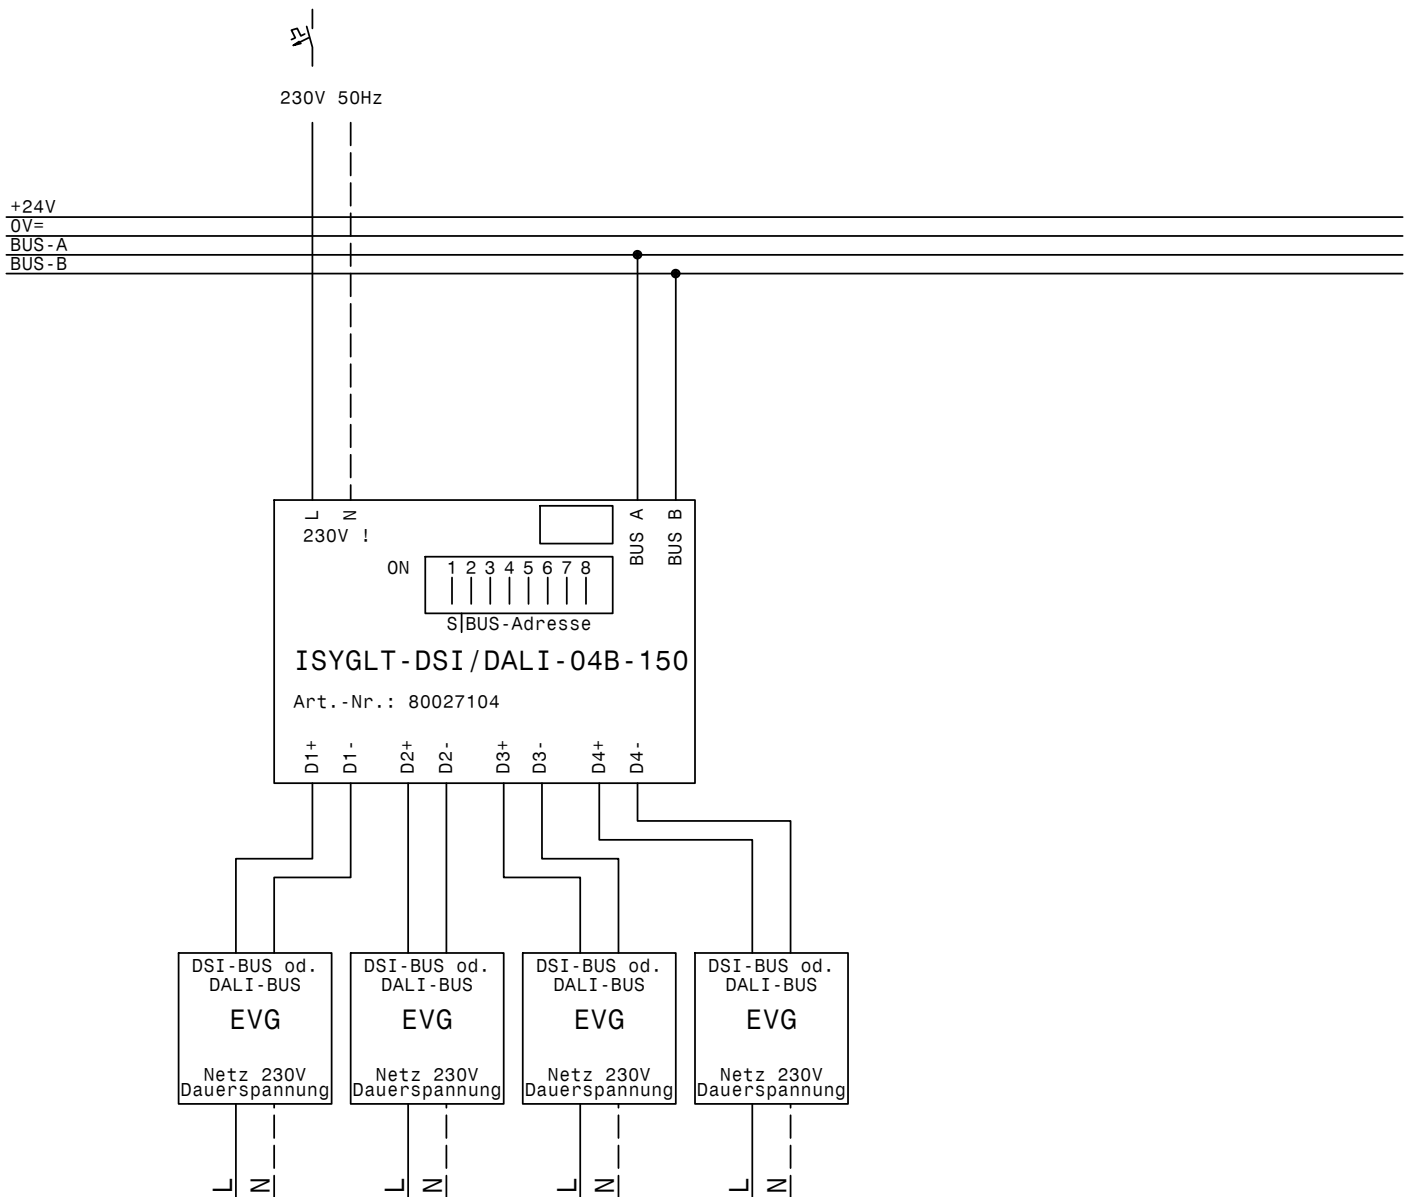 230V 50Hz
+24V
0V=
BUS-A
BUS-B
L N BUS A BUS B
230V !
ON 1 2 3 4 5 6 7 8
S|BUS-Adresse
ISYGLT-DSI/DALI-04B-150
Art.-Nr.: 80027104
D1+ D1- D2+ D2- D3+ D3- D4+ D4-
DSI-BUS od.
DALI-BUS
EVG
Netz 230V
Dauerspannung
L N
DSI-BUS od.
DALI-BUS
EVG
Netz 230V
Dauerspannung
L N
DSI-BUS od.
DALI-BUS
EVG
Netz 230V
Dauerspannung
L N
DSI-BUS od.
DALI-BUS
EVG
Netz 230V
Dauerspannung
L N